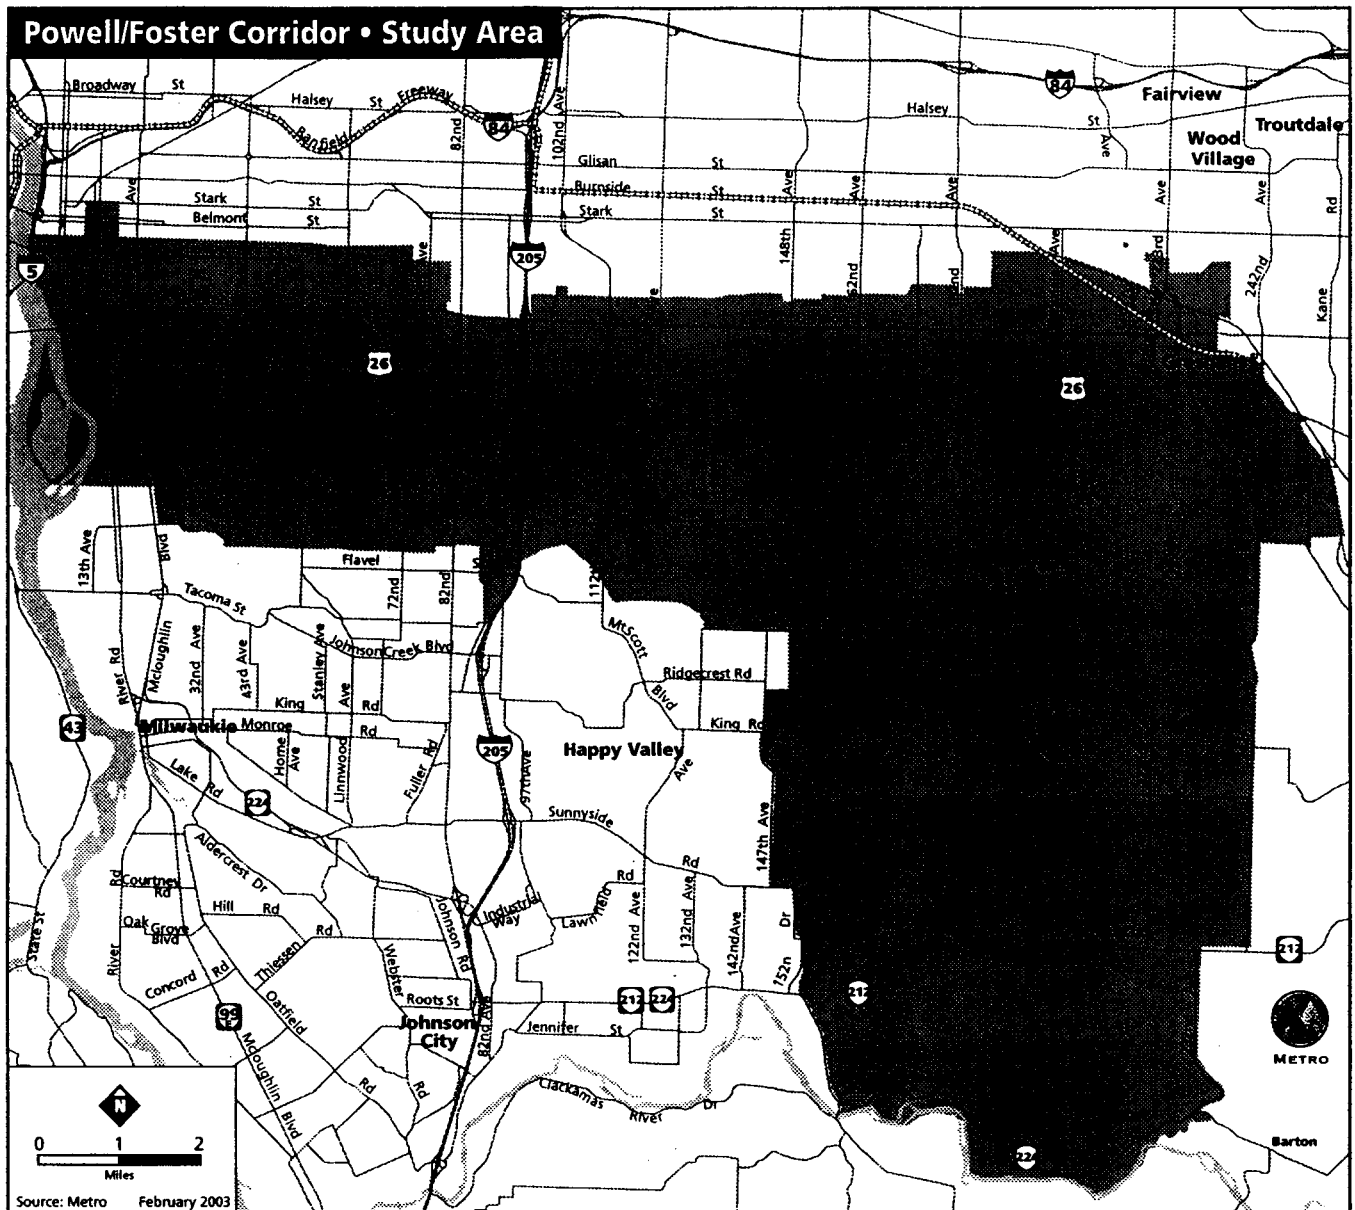 Powell/Foster Corridor • Study Area
Broadway St
Halsey St
Banfield Freeway
82nd
84
102nd Ave
Halsey St
84
Fairview
Wood Village
Troutdale
Glisan St
Burnside St
Stark St
Belmont St
Stark St
Ave
Ave
205
148th Ave
Ave
Ave
Ave
Ave
Ave
Rd
242nd
Kane
5
26
26
13th Ave
Blvd
Flavel
72nd
82nd
Tacoma St
Mt Scott
Blvd
River Rd
Mcloughlin
32nd Ave
43rd Ave
Stanley Ave
Johnson Creek Blvd
Ridgecrest Rd
King Rd
King Rd
Monroe Rd
Milwaukie
43
Home Ave
Linnwood Ave
Fuller Rd
205
97th Ave
Happy Valley
Ave
Lake Rd
224
Sunnyside Rd
147th Ave
Aldercrest Dr
Courtney Rd
Rd
Oak Grove Blvd
Hill Rd
Johnson Rd
Industrial Way
Lawnfield Rd
122nd Ave
132nd Ave
142nd Ave
152n Dr
State St
River
Concord Rd
Thiessen Rd
Webster
Roots St
212
224
212
212
99 E
Oatfield
Rd
Rd
Johnson City
82nd Ave
Jennifer St
Mcloughlin Blvd
Clackamas River Dr
METRO
224
Barton
N
0 1 2
Miles
Source: Metro February 2003